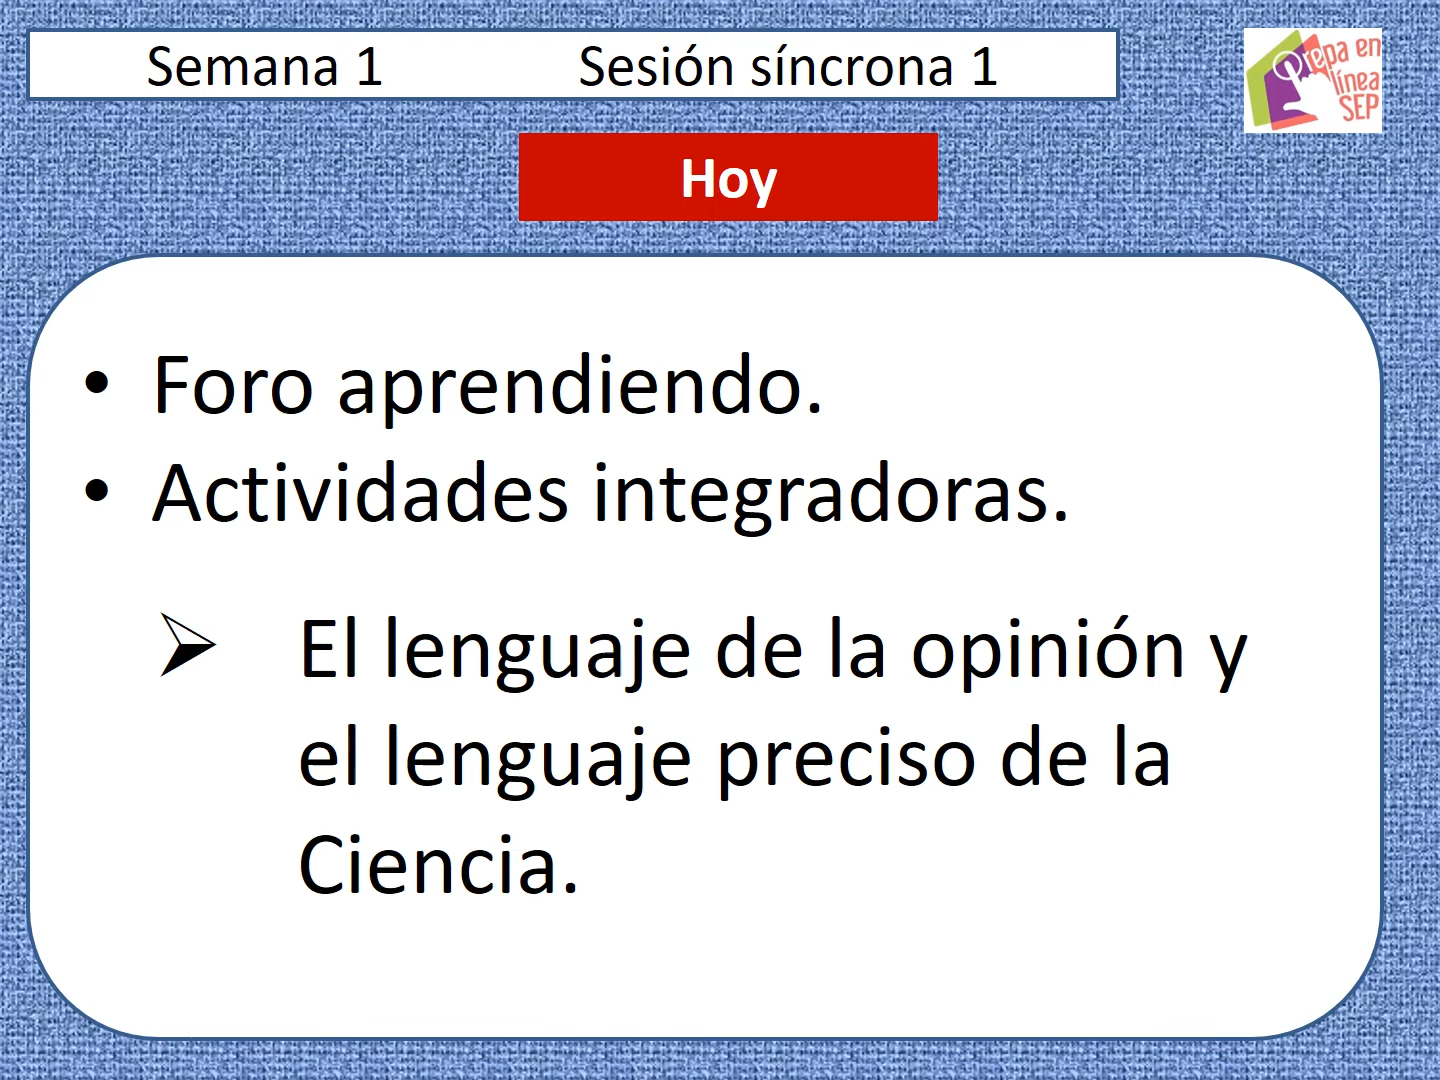 Semana 1 Sesión síncrona 1
Prepa en
línea
SEP
Hoy
• Foro aprendiendo.
• Actividades integradoras.
➢ El lenguaje de la opinión y
el lenguaje preciso de la
Ciencia.